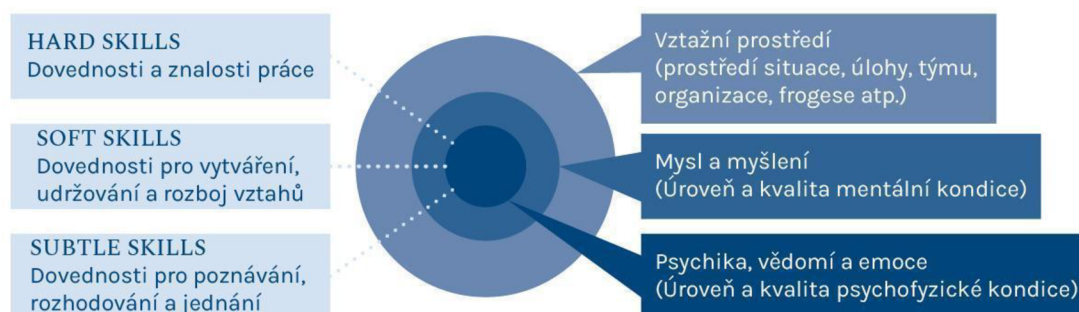 HARD SKILLS
Dovednosti a znalosti práce
SOFT SKILLS
Dovednosti pro vytváření,
udržování a rozboj vztahů
SUBTLE SKILLS
Dovednosti pro poznávání,
rozhodování a jednání
Vztažní prostředí
(prostředí situace, úlohy, týmu,
organizace, frogese atp.)
Mysl a myšlení
(Úroveň a kvalita mentální kondice)
Psychika, vědomí a emoce
(Úroveň a kvalita psychofyzické kondice)